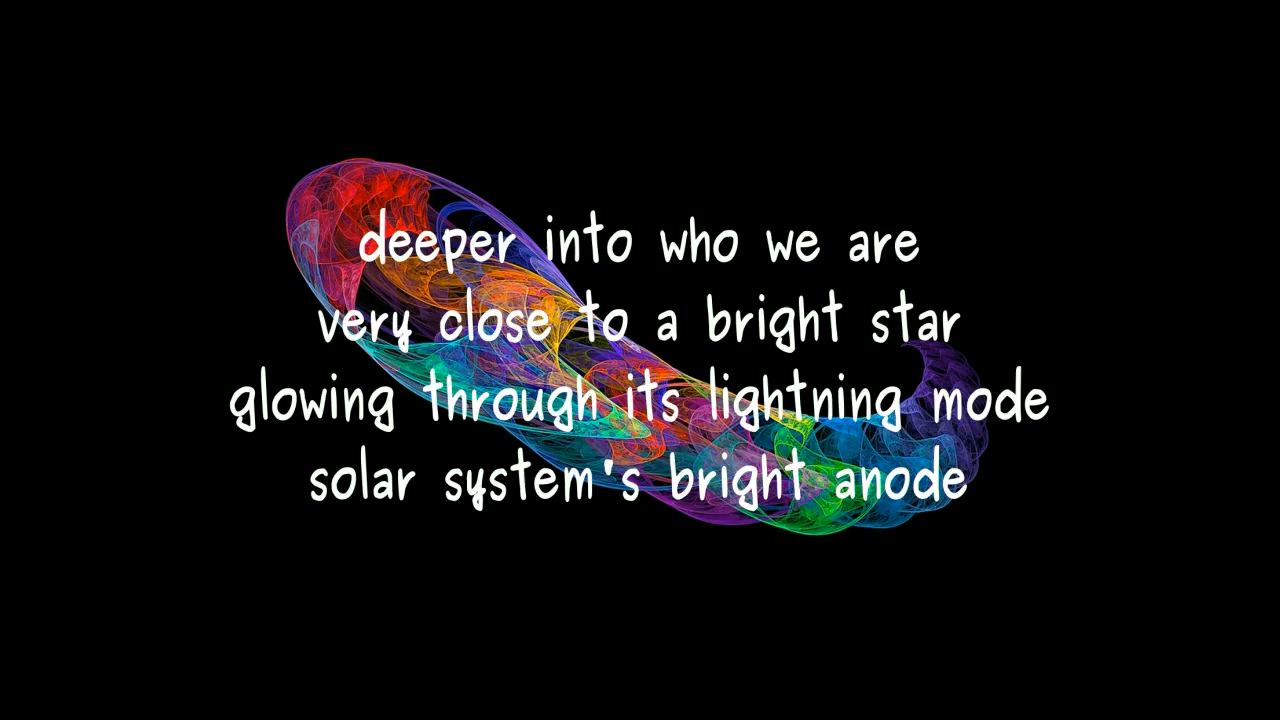 deeper into who we are
very close to a bright star
glowing through its lightning mode
solar system's bright anode